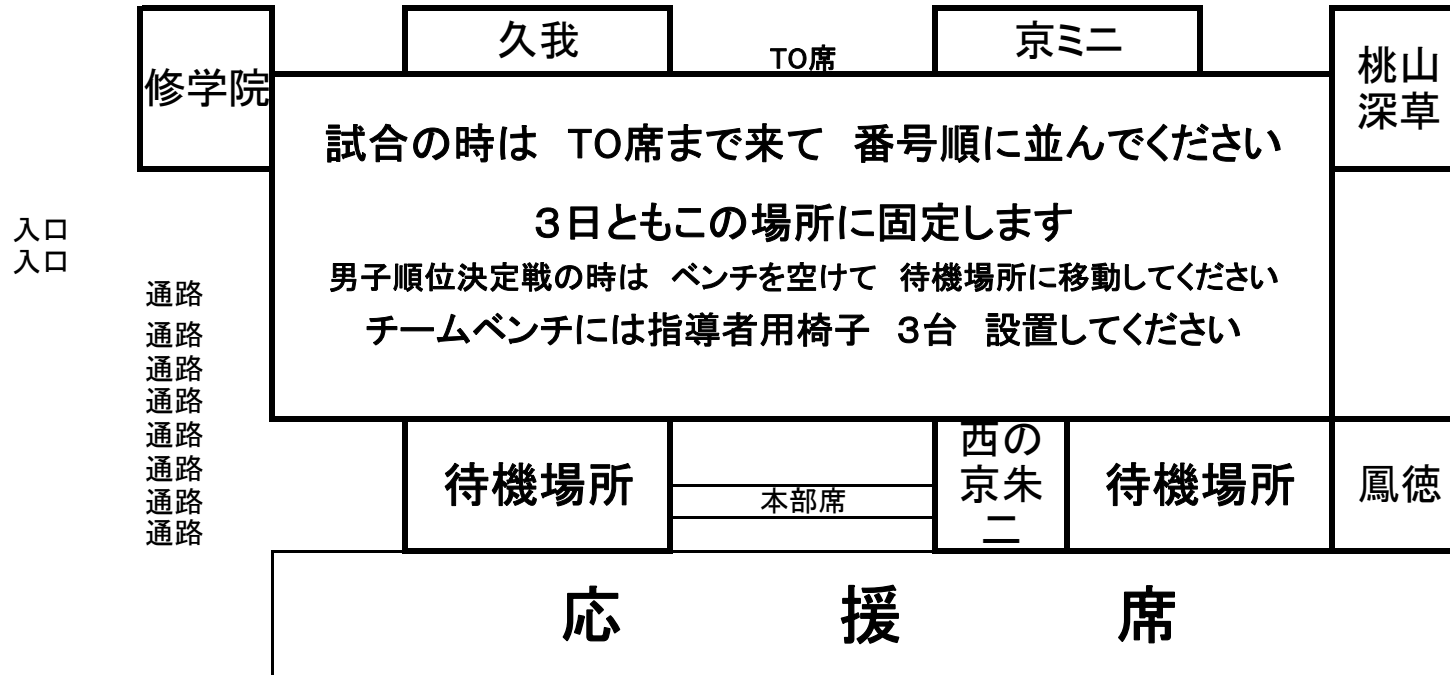 久我
京ミニ
TO席
修学院
桃山
深草
試合の時は　TO席まで来て　番号順に並んでください
３日ともこの場所に固定します
男子順位決定戦の時は　ベンチを空けて　待機場所に移動してください
チームベンチには指導者用椅子　３台　設置してください
入口
入口
通路
通路
通路
通路
通路
通路
通路
通路
待機場所
本部席
西の
京朱
二
待機場所
鳳徳
応　援　席